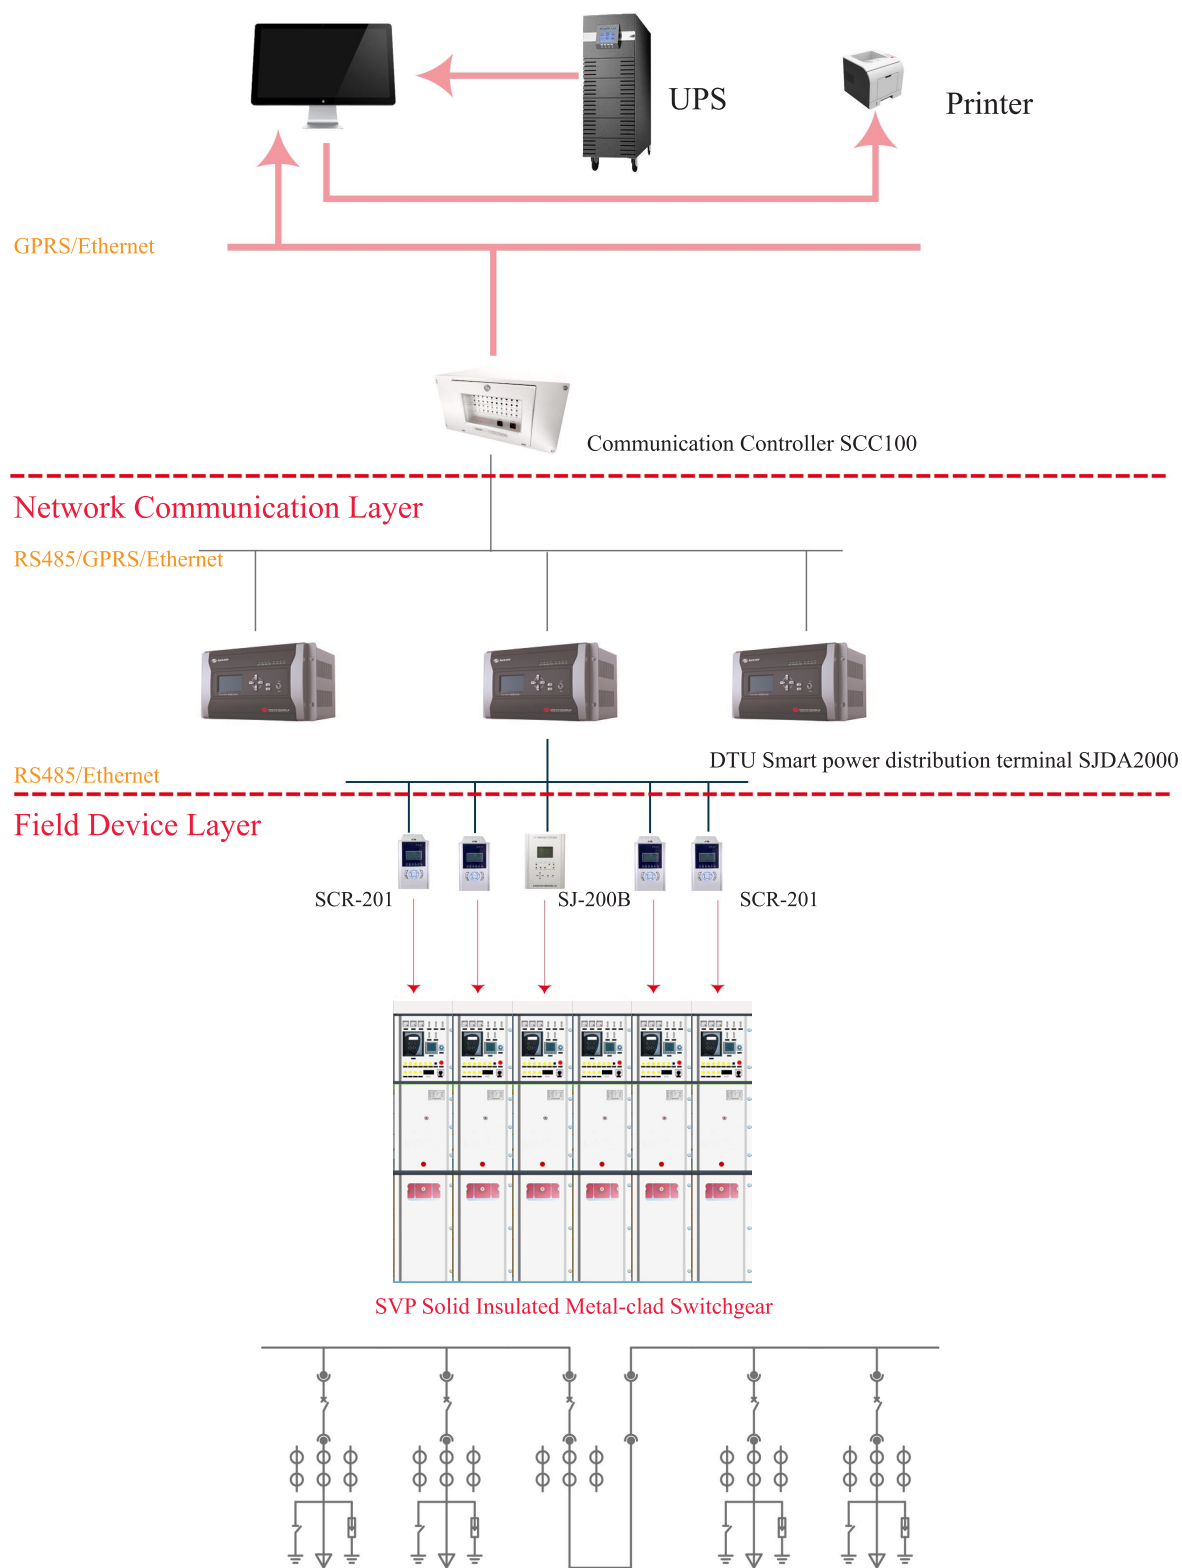 UPS
Printer
GPRS/Ethernet
Communication Controller SCC100
Network Communication Layer
RS485/GPRS/Ethernet
DTU Smart power distribution terminal SJDA2000
RS485/Ethernet
Field Device Layer
SCR-201
SJ-200B
SCR-201
SVP Solid Insulated Metal-clad Switchgear